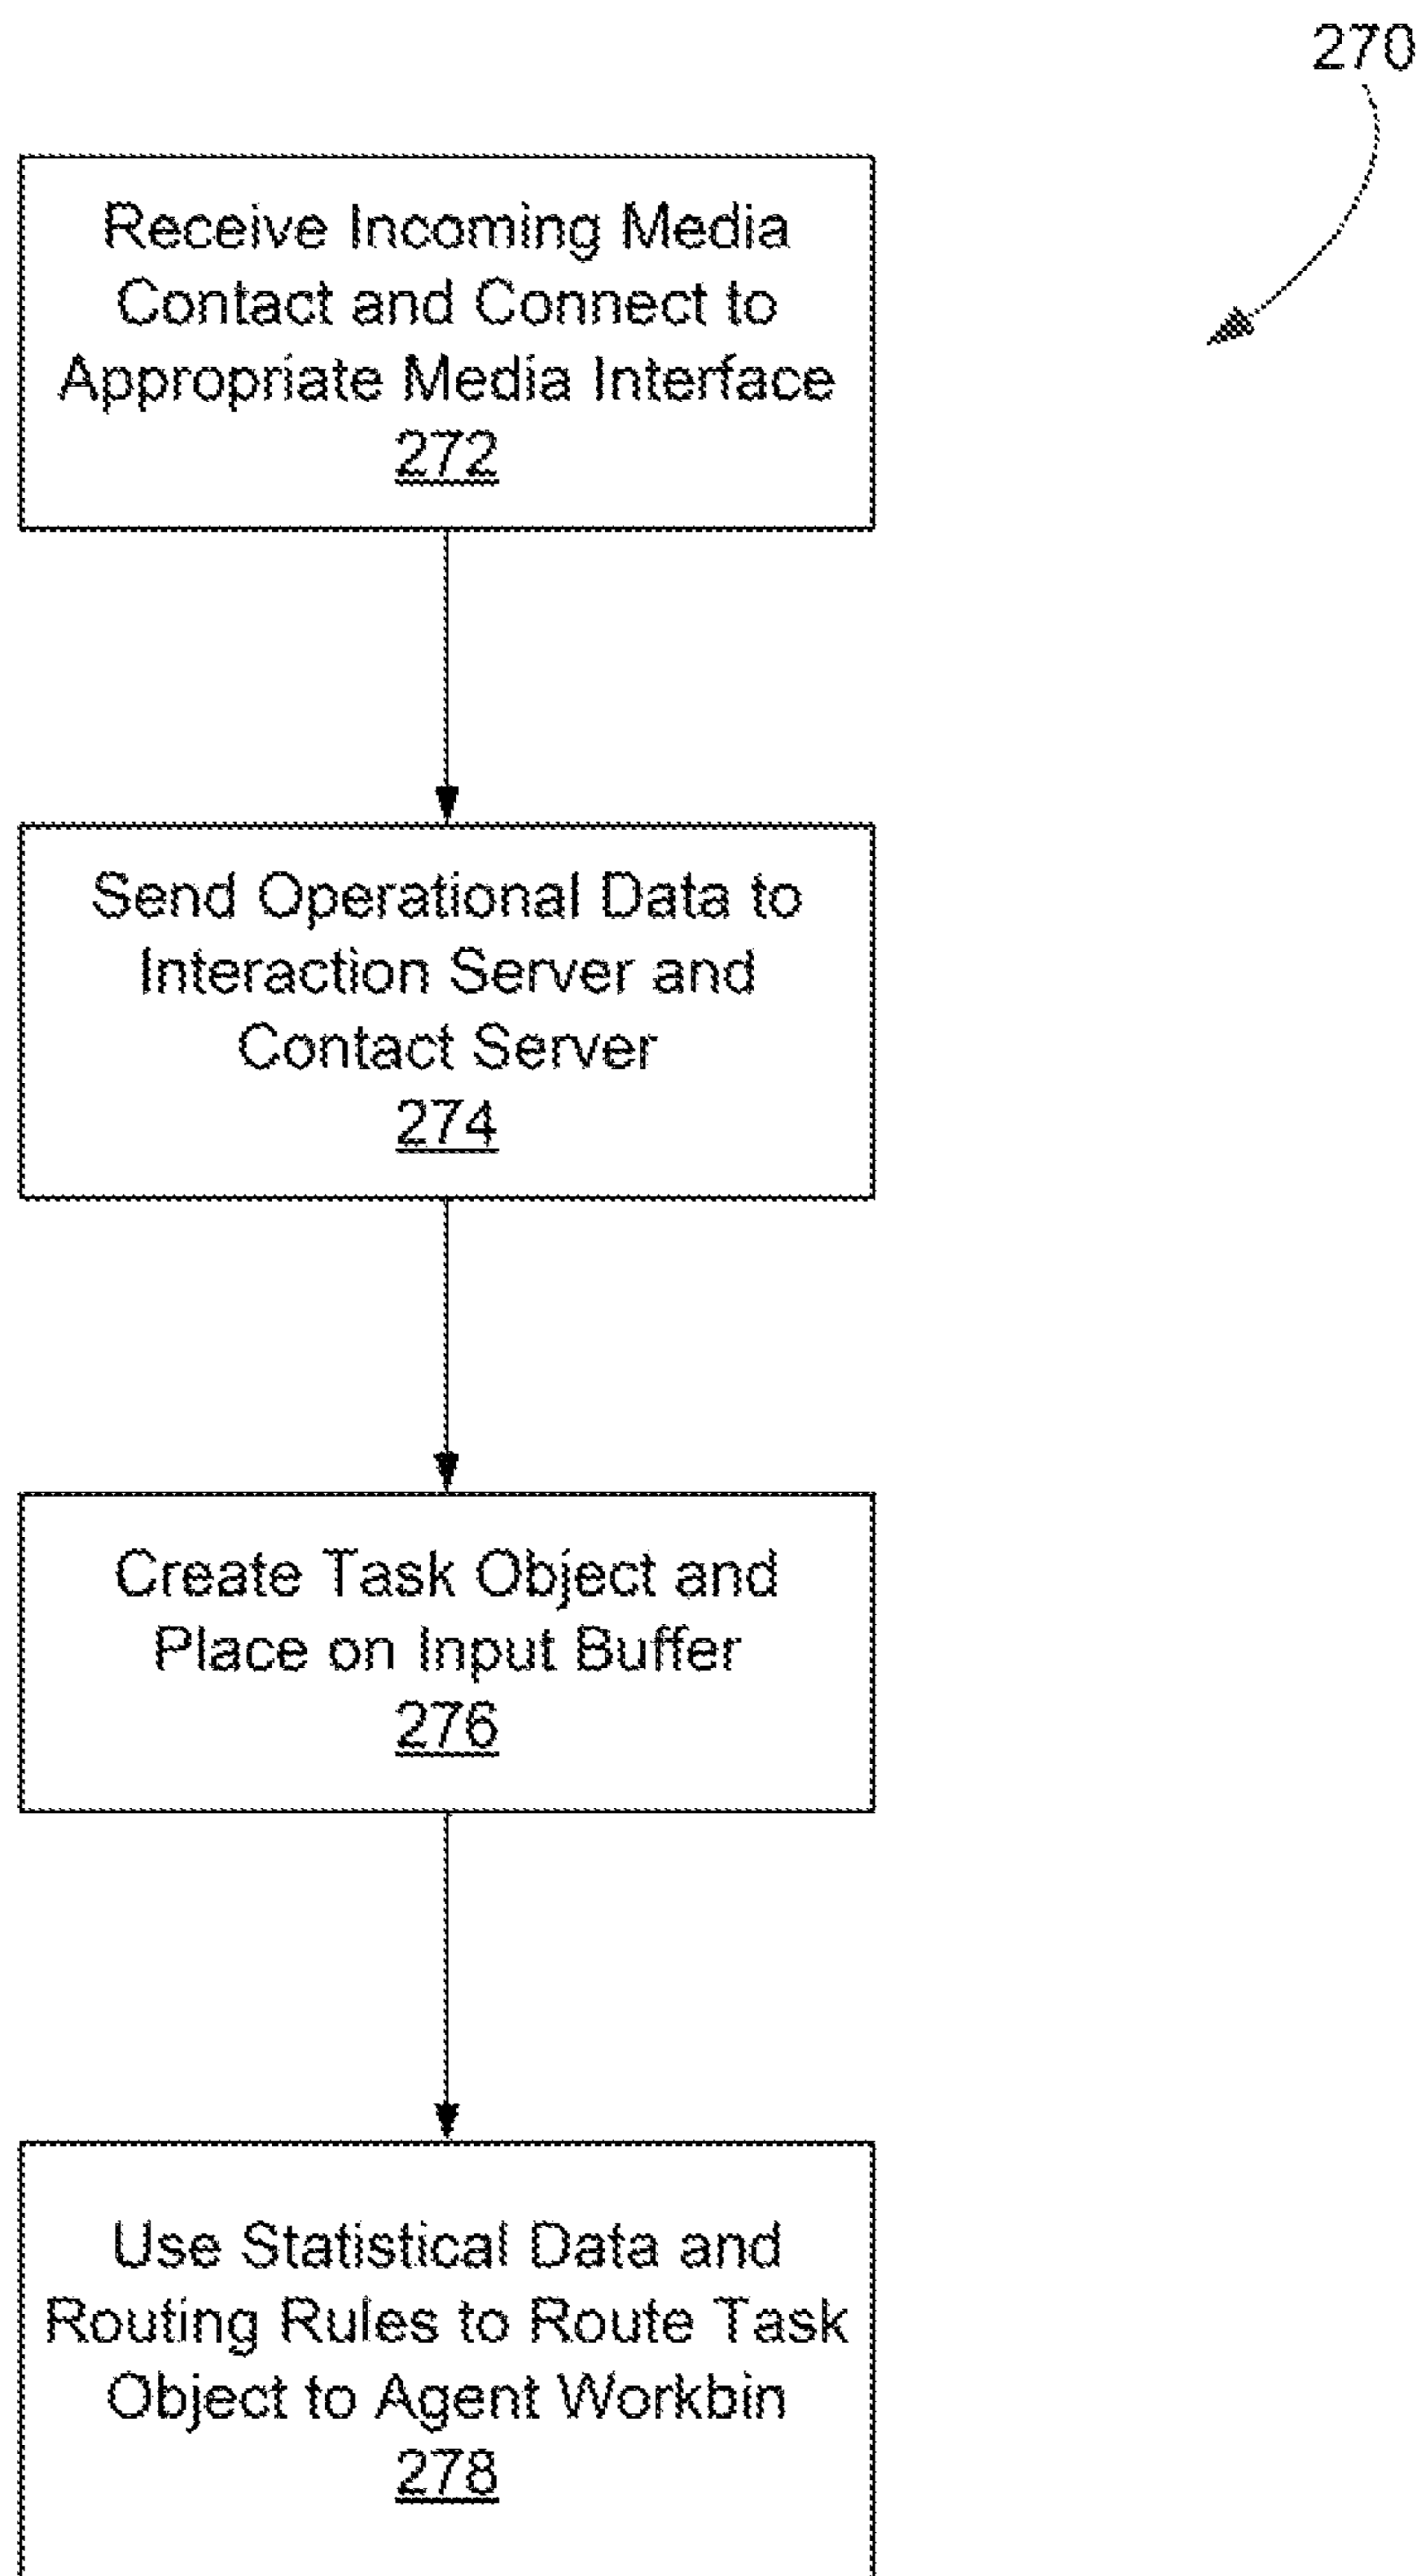 270
Receive Incoming Media
Contact and Connect to
Appropriate Media Interface
272
Send Operational Data to
Interaction Server and
Contact Server
274
Create Task Object and
Place on Input Buffer
276
Use Statistical Data and
Routing Rules to Route Task
Object to Agent Workbin
278